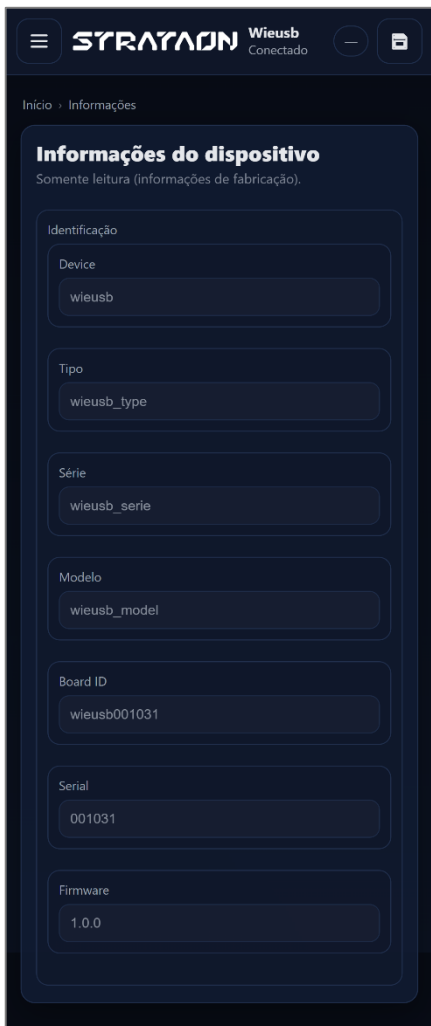 STRATAON
Wieusb
Conectado
—
Início › Informações
Informações do dispositivo
Somente leitura (informações de fabricação).
Identificação
Device
wieusb
Tipo
wieusb_type
Série
wieusb_serie
Modelo
wieusb_model
Board ID
wieusb001031
Serial
001031
Firmware
1.0.0